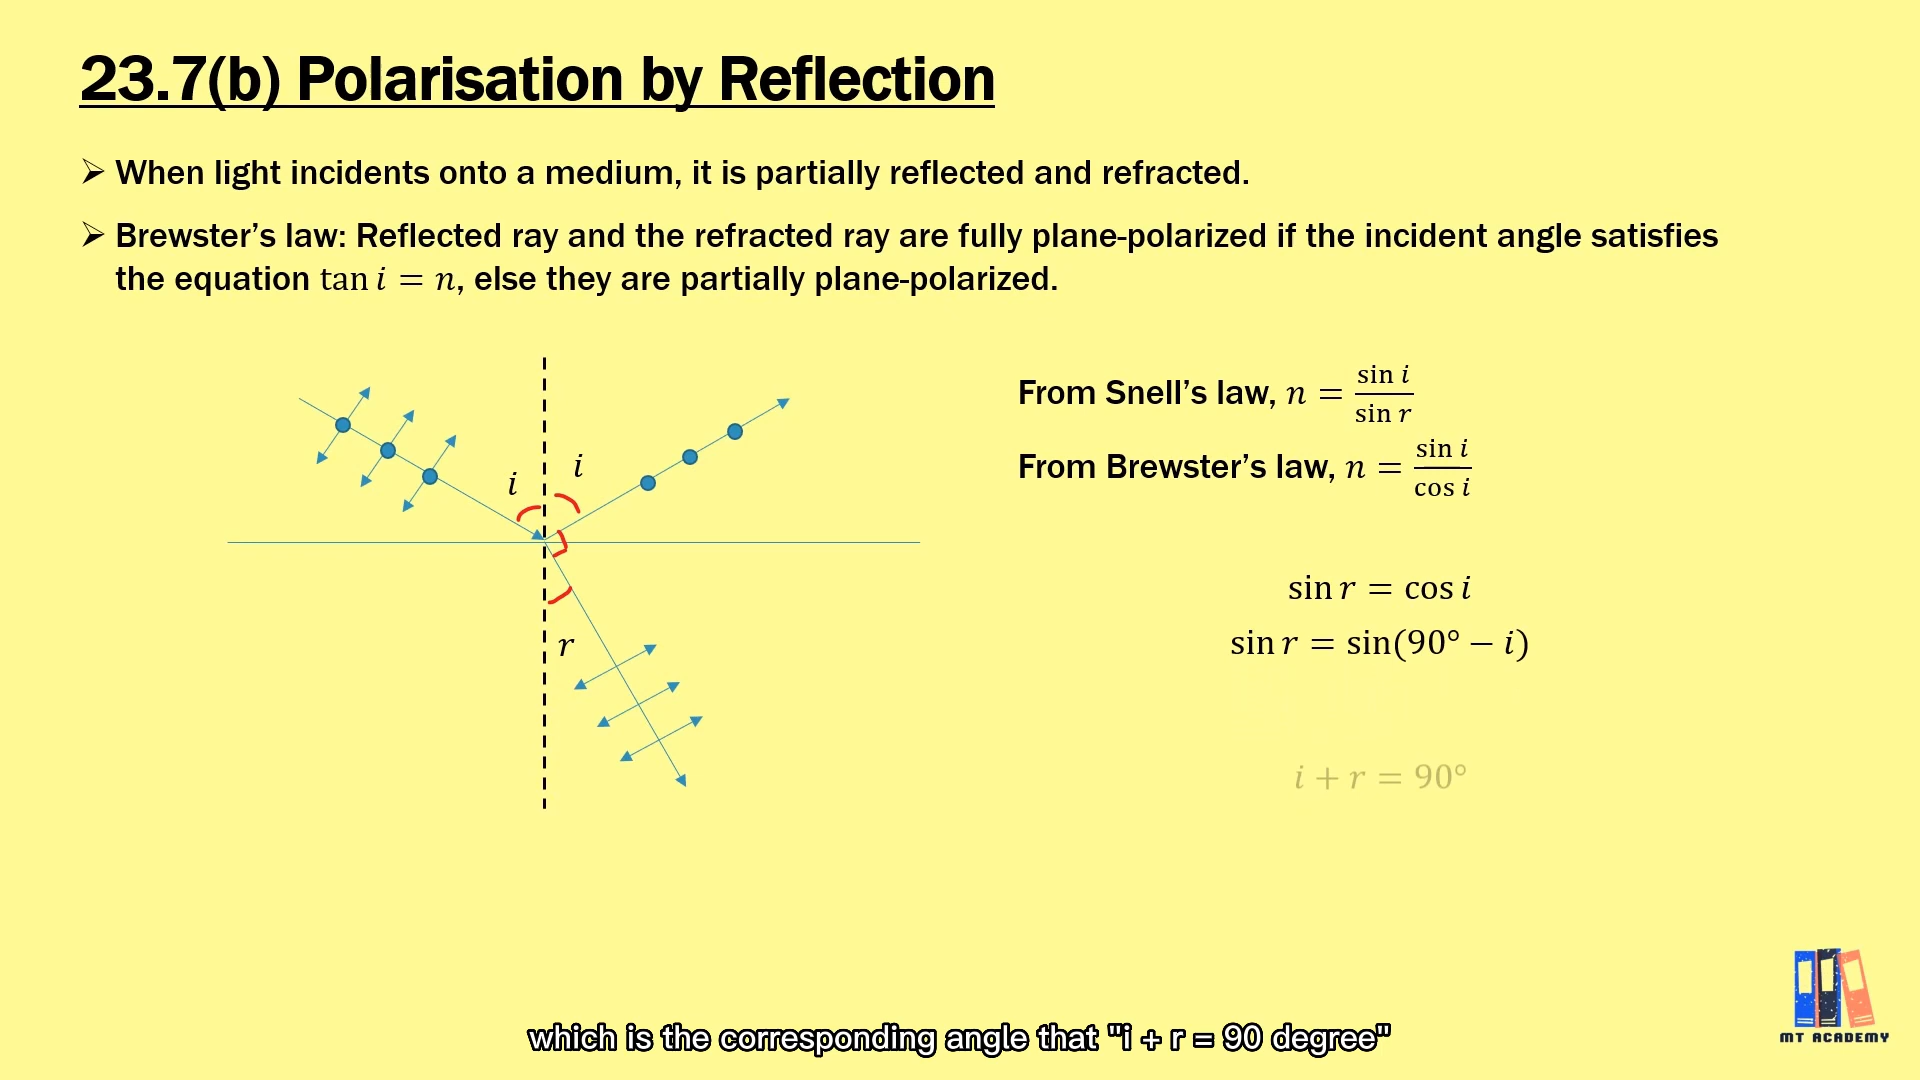 23.7(b) Polarisation by Reflection
➢ When light incidents onto a medium, it is partially reflected and refracted.
➢ Brewster’s law: Reflected ray and the refracted ray are fully plane-polarized if the incident angle satisfies
the equation tan i = n, else they are partially plane-polarized.
From Snell’s law, n = sin i / sin r
From Brewster’s law, n = sin i / cos i
i
i
sin r = cos i
sin r = sin(90° − i)
r
i + r = 90°
MT ACADEMY
which is the corresponding angle that "i + r = 90 degree"